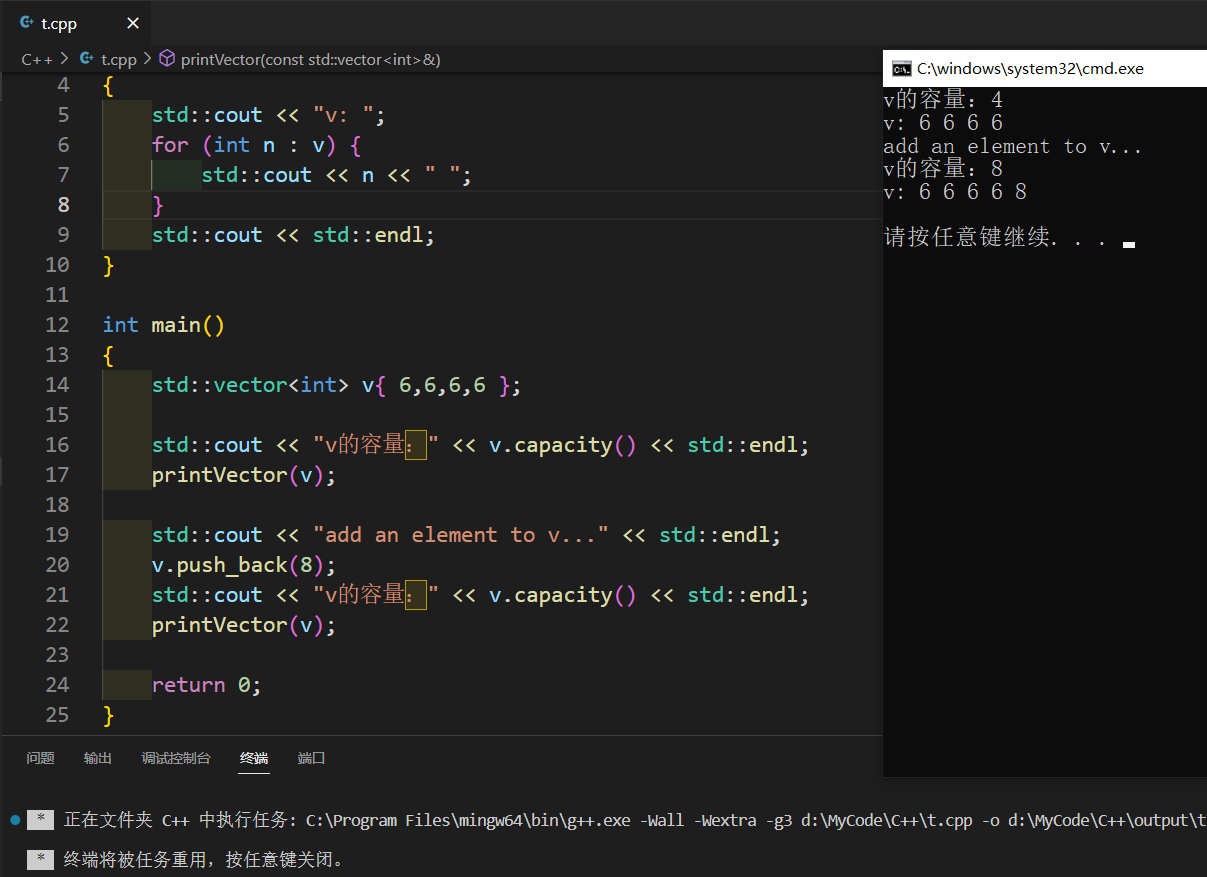 t.cpp
C++ > t.cpp > printVector(const std::vector<int>&)
4 {
5 std::cout << "v: ";
6 for (int n : v) {
7 std::cout << n << " ";
8 }
9 std::cout << std::endl;
10 }
11
12 int main()
13 {
14 std::vector<int> v{ 6,6,6,6 };
15
16 std::cout << "v的容量：" << v.capacity() << std::endl;
17 printVector(v);
18
19 std::cout << "add an element to v..." << std::endl;
20 v.push_back(8);
21 std::cout << "v的容量：" << v.capacity() << std::endl;
22 printVector(v);
23
24 return 0;
25 }
C:\windows\system32\cmd.exe
v的容量：4
v: 6 6 6 6
add an element to v...
v的容量：8
v: 6 6 6 6 8
请按任意键继续. . .
问题 输出 调试控制台 终端 端口
* 正在文件夹 C++ 中执行任务: C:\Program Files\mingw64\bin\g++.exe -Wall -Wextra -g3 d:\MyCode\C++\t.cpp -o d:\MyCode\C++\output\t
* 终端将被任务重用，按任意键关闭。